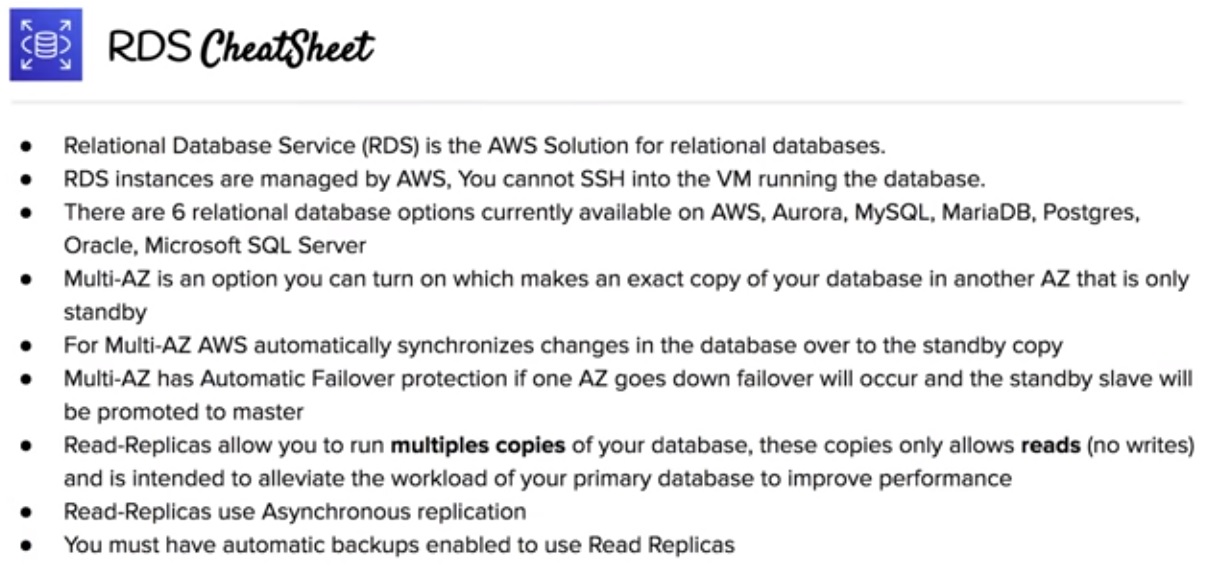 RDS CheatSheet
● Relational Database Service (RDS) is the AWS Solution for relational databases.
● RDS instances are managed by AWS, You cannot SSH into the VM running the database.
● There are 6 relational database options currently available on AWS, Aurora, MySQL, MariaDB, Postgres,
Oracle, Microsoft SQL Server
● Multi-AZ is an option you can turn on which makes an exact copy of your database in another AZ that is only
standby
● For Multi-AZ AWS automatically synchronizes changes in the database over to the standby copy
● Multi-AZ has Automatic Failover protection if one AZ goes down failover will occur and the standby slave will
be promoted to master
● Read-Replicas allow you to run multiples copies of your database, these copies only allows reads (no writes)
and is intended to alleviate the workload of your primary database to improve performance
● Read-Replicas use Asynchronous replication
● You must have automatic backups enabled to use Read Replicas